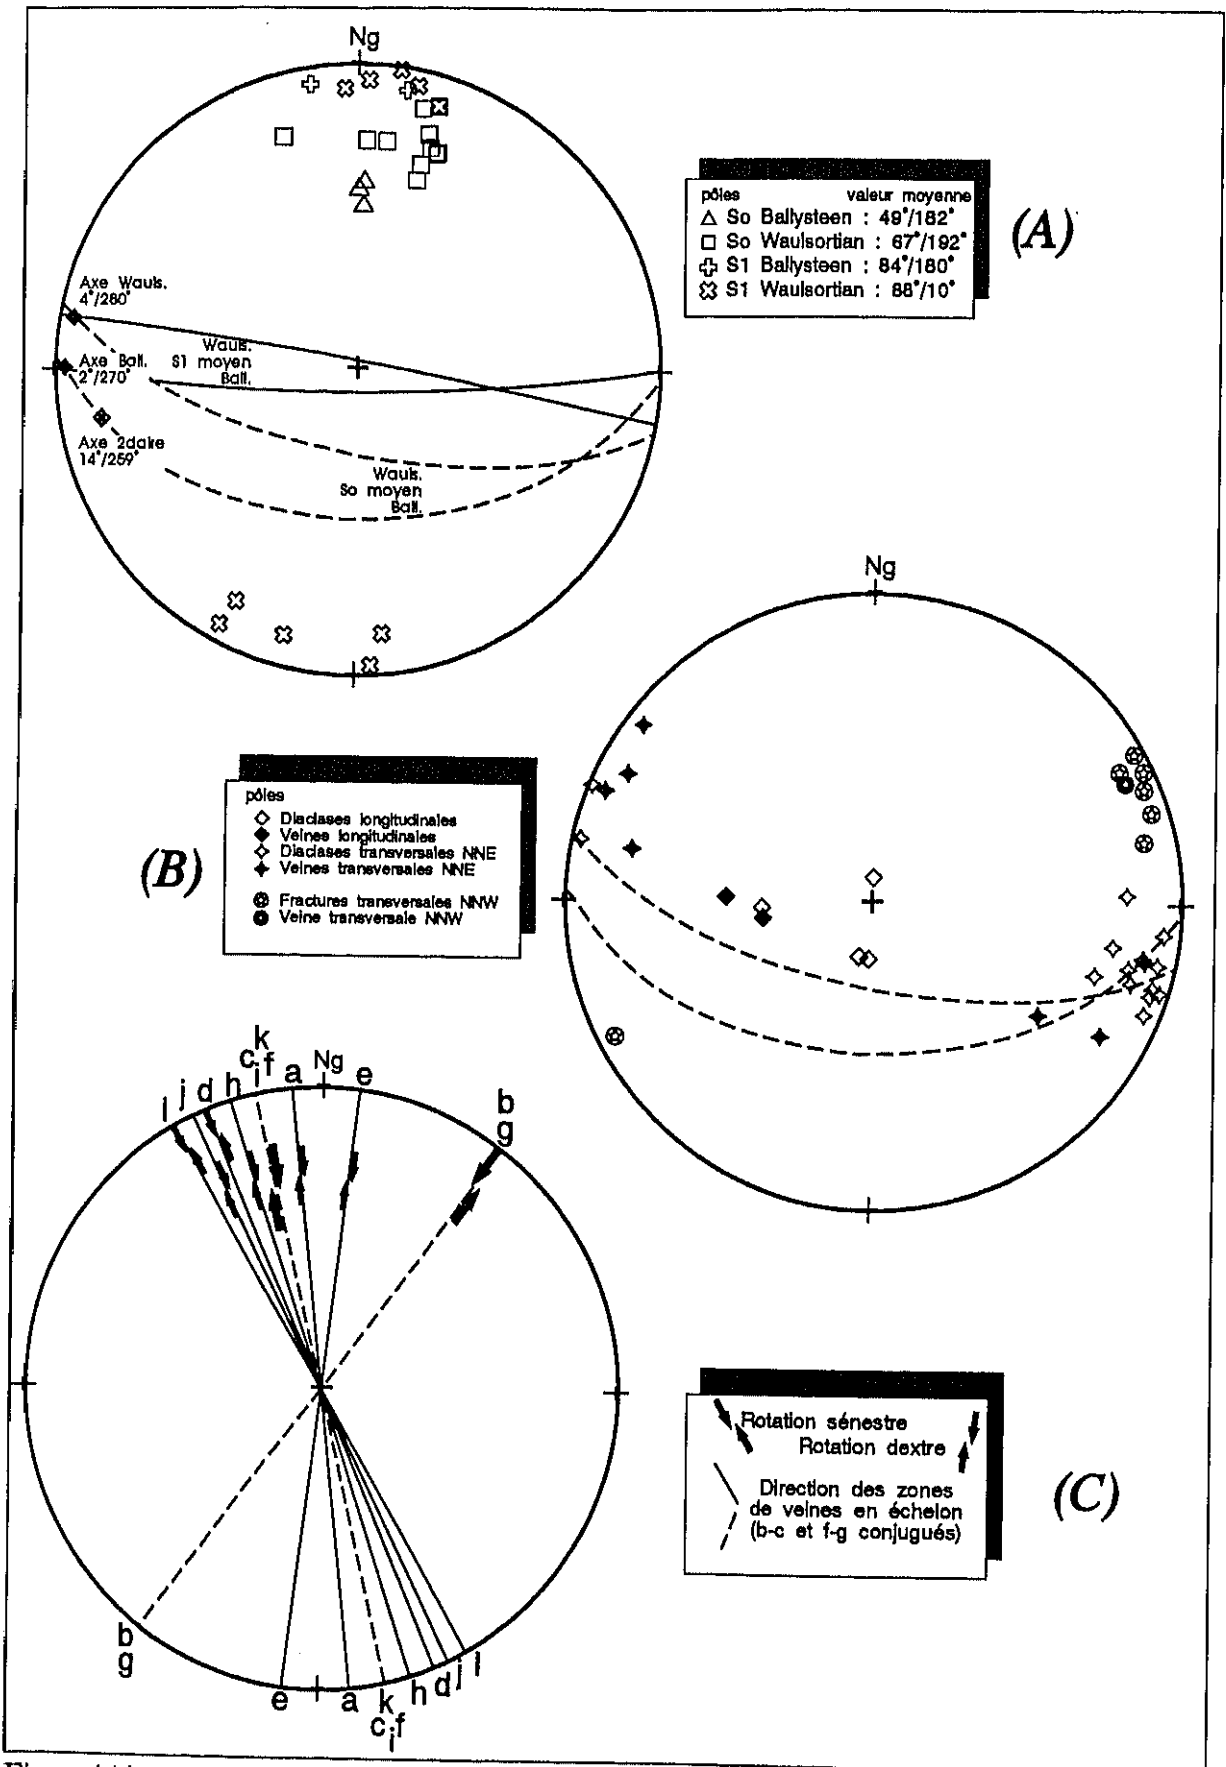 Ng
pôles valeur moyenne
So Ballysteen : 49°/182°
So Waulsortian : 67°/192°
S1 Ballysteen : 84°/180°
S1 Waulsortian : 88°/10°
(A)
Axe Wauls.
4°/280°
Wauls.
S1 moyen
Ball.
Axe Ball.
2°/270°
Axe 2daire
14°/259°
Wauls.
So moyen
Ball.
Ng
pôles
Diaclases longitudinales
Veines longitudinales
Diaclases transversales NNE
Veines transversales NNE
Fractures transversales NNW
Veine transversale NNW
(B)
k
c f
i
Ng
l j d h a e
b
g
Rotation sénestre
Rotation dextre
Direction des zones
de veines en échelon
(b-c et f-g conjugués)
(C)
b
g
e a k h d j l
c f
i